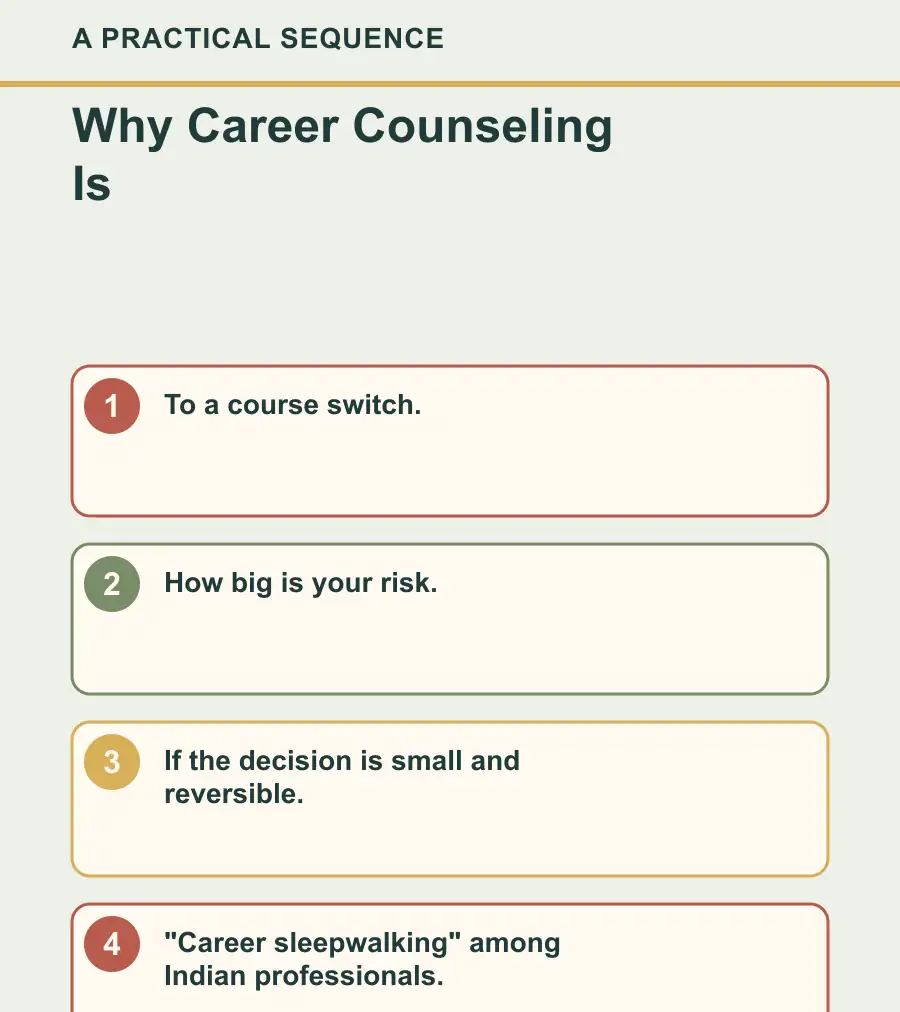 A PRACTICAL SEQUENCE
Why Career Counseling
Is
1
To a course switch.
2
How big is your risk.
3
If the decision is small and
reversible.
4
"Career sleepwalking" among
Indian professionals.